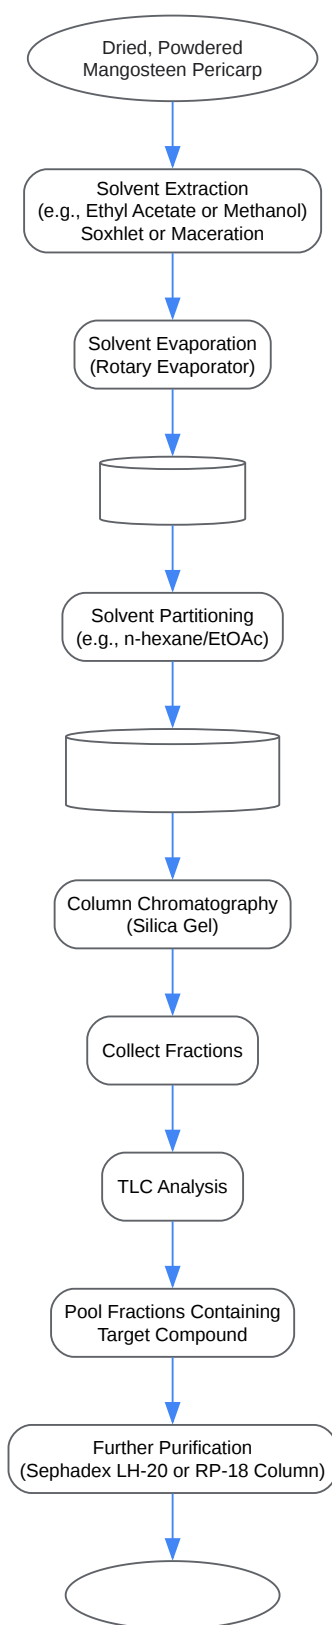 Dried, Powdered
Mangosteen Pericarp
Solvent Extraction
(e.g., Ethyl Acetate or Methanol)
Soxhlet or Maceration
Solvent Evaporation
(Rotary Evaporator)
Solvent Partitioning
(e.g., n-hexane/EtOAc)
Column Chromatography
(Silica Gel)
Collect Fractions
TLC Analysis
Pool Fractions Containing
Target Compound
Further Purification
(Sephadex LH-20 or RP-18 Column)